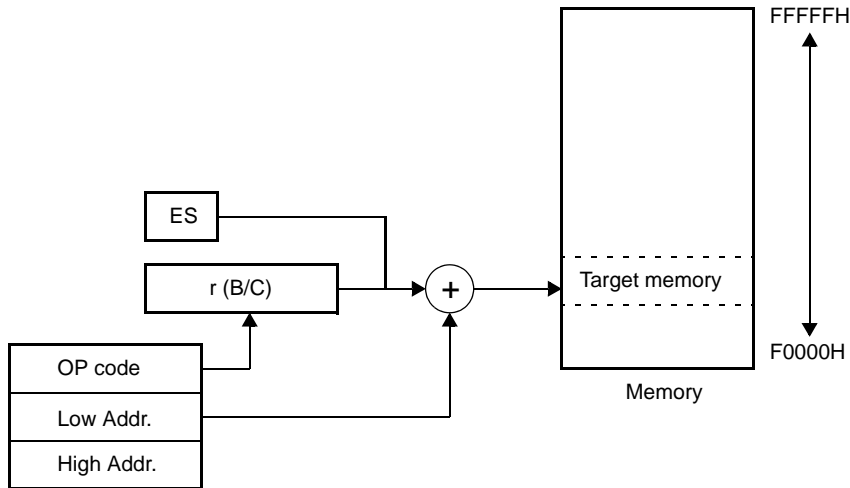 FFFFFH
ES
r (B/C)
+
Target memory
OP code
F0000H
Low Addr.
Memory
High Addr.